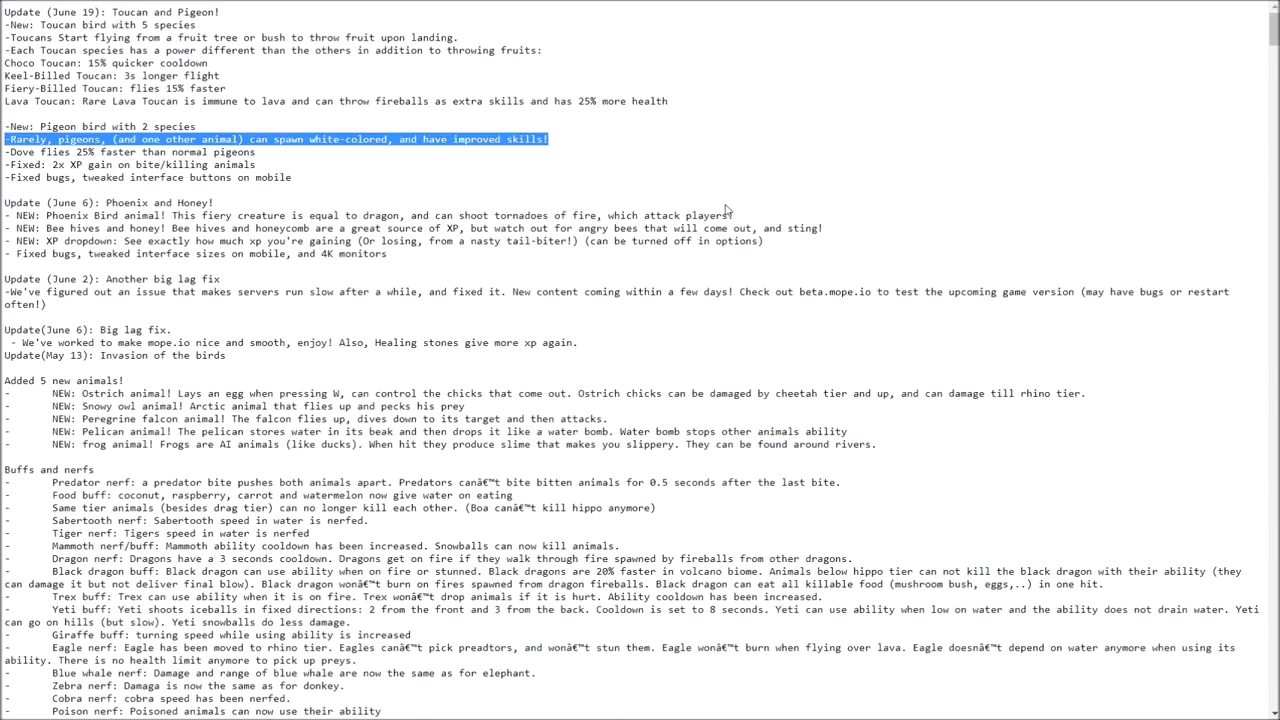 Update (June 19): Toucan and Pigeon!
-New: Toucan bird with 5 species
-Toucans Start flying from a fruit tree or bush to throw fruit upon landing.
-Each Toucan species has a power different than the others in addition to throwing fruits:
Choco Toucan: 15% quicker cooldown
Keel-Billed Toucan: 3s longer flight
Fiery-Billed Toucan: flies 15% faster
Lava Toucan: Rare Lava Toucan is immune to lava and can throw fireballs as extra skills and has 25% more health
-New: Pigeon bird with 2 species
-Rarely, pigeons, (and one other animal) can spawn white-colored, and have improved skills!
-Dove flies 25% faster than normal pigeons
-Fixed: 2x XP gain on bite/killing animals
-Fixed bugs, tweaked interface buttons on mobile
Update (June 6): Phoenix and Honey!
- NEW: Phoenix Bird animal! This fiery creature is equal to dragon, and can shoot tornadoes of fire, which attack players!
- NEW: Bee hives and honey! Bee hives and honeycomb are a great source of XP, but watch out for angry bees that will come out, and sting!
- NEW: XP dropdown: See exactly how much xp you're gaining (Or losing, from a nasty tail-biter!) (can be turned off in options)
- Fixed bugs, tweaked interface sizes on mobile, and 4K monitors
Update (June 2): Another big lag fix
-We've figured out an issue that makes servers run slow after a while, and fixed it. New content coming within a few days! Check out beta.mope.io to test the upcoming game version (may have bugs or restart
often!)
Update(June 6): Big lag fix.
- We've worked to make mope.io nice and smooth, enjoy! Also, Healing stones give more xp again.
Update(May 13): Invasion of the birds
Added 5 new animals!
- NEW: Ostrich animal! Lays an egg when pressing W, can control the chicks that come out. Ostrich chicks can be damaged by cheetah tier and up, and can damage till rhino tier.
- NEW: Snowy owl animal! Arctic animal that flies up and pecks his prey
- NEW: Peregrine falcon animal! The falcon flies up, dives down to its target and then attacks.
- NEW: Pelican animal! The pelican stores water in its beak and then drops it like a water bomb. Water bomb stops other animals ability
- NEW: frog animal! Frogs are AI animals (like ducks). When hit they produce slime that makes you slippery. They can be found around rivers.
Buffs and nerfs
- Predator nerf: a predator bite pushes both animals apart. Predators canâ€™t bite bitten animals for 0.5 seconds after the last bite.
- Food buff: coconut, raspberry, carrot and watermelon now give water on eating
- Same tier animals (besides drag tier) can no longer kill each other. (Boa canâ€™t kill hippo anymore)
- Sabertooth nerf: Sabertooth speed in water is nerfed.
- Tiger nerf: Tigers speed in water is nerfed
- Mammoth nerf/buff: Mammoth ability cooldown has been increased. Snowballs can now kill animals.
- Dragon nerf: Dragons have a 3 seconds cooldown. Dragons get on fire if they walk through fire spawned by fireballs from other dragons.
- Black dragon buff: Black dragon can use ability when on fire or stunned. Black dragons are 20% faster in volcano biome. Animals below hippo tier can not kill the black dragon with their ability (they
can damage it but not deliver final blow). Black dragon wonâ€™t burn on fires spawned from dragon fireballs. Black dragon can eat all killable food (mushroom bush, eggs,..) in one hit.
- Trex buff: Trex can use ability when it is on fire. Trex wonâ€™t drop animals if it is hurt. Ability cooldown has been increased.
- Yeti buff: Yeti shoots iceballs in fixed directions: 2 from the front and 3 from the back. Cooldown is set to 8 seconds. Yeti can use ability when low on water and the ability does not drain water. Yeti
can go on hills (but slow). Yeti snowballs do less damage.
- Giraffe buff: turning speed while using ability is increased
- Eagle nerf: Eagle has been moved to rhino tier. Eagles canâ€™t pick preadtors, and wonâ€™t stun them. Eagle wonâ€™t burn when flying over lava. Eagle doesnâ€™t depend on water anymore when using its
ability. There is no health limit anymore to pick up preys.
- Blue whale nerf: Damage and range of blue whale are now the same as for elephant.
- Zebra nerf: Damaga is now the same as for donkey.
- Cobra nerf: cobra speed has been nerfed.
- Poison nerf: Poisoned animals can now use their ability